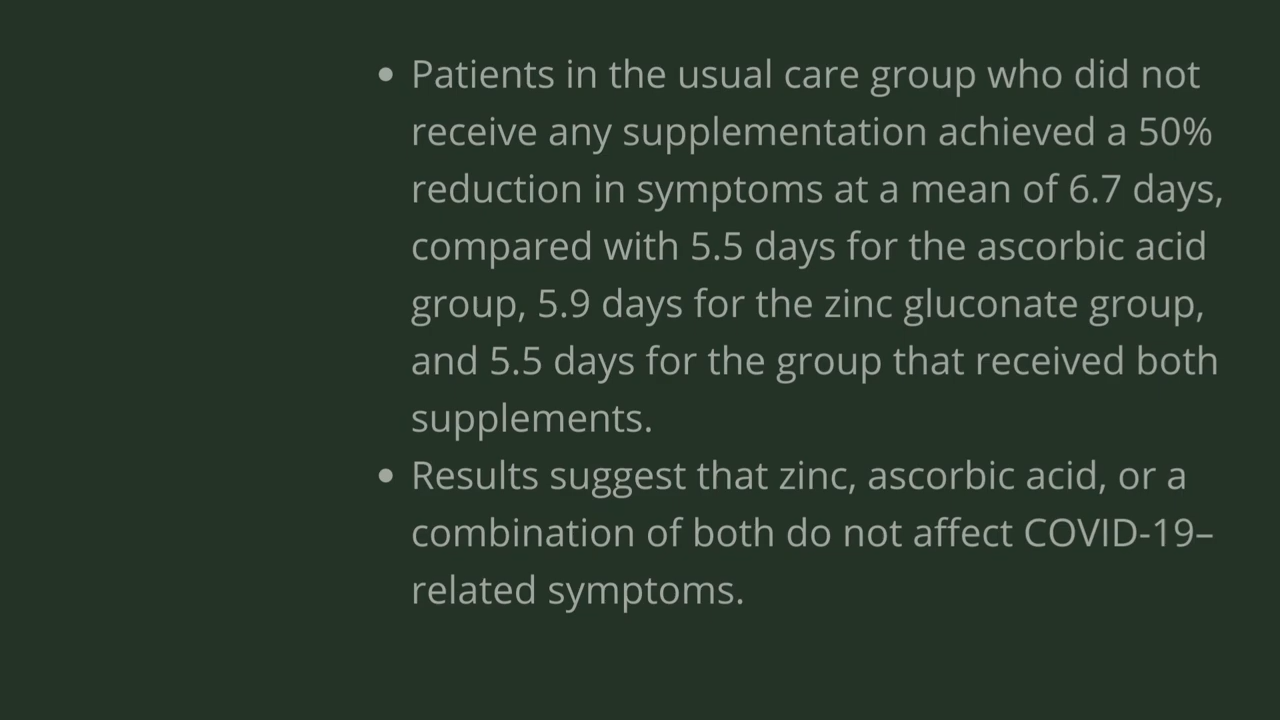 • Patients in the usual care group who did not
receive any supplementation achieved a 50%
reduction in symptoms at a mean of 6.7 days,
compared with 5.5 days for the ascorbic acid
group, 5.9 days for the zinc gluconate group,
and 5.5 days for the group that received both
supplements.
• Results suggest that zinc, ascorbic acid, or a
combination of both do not affect COVID-19–
related symptoms.